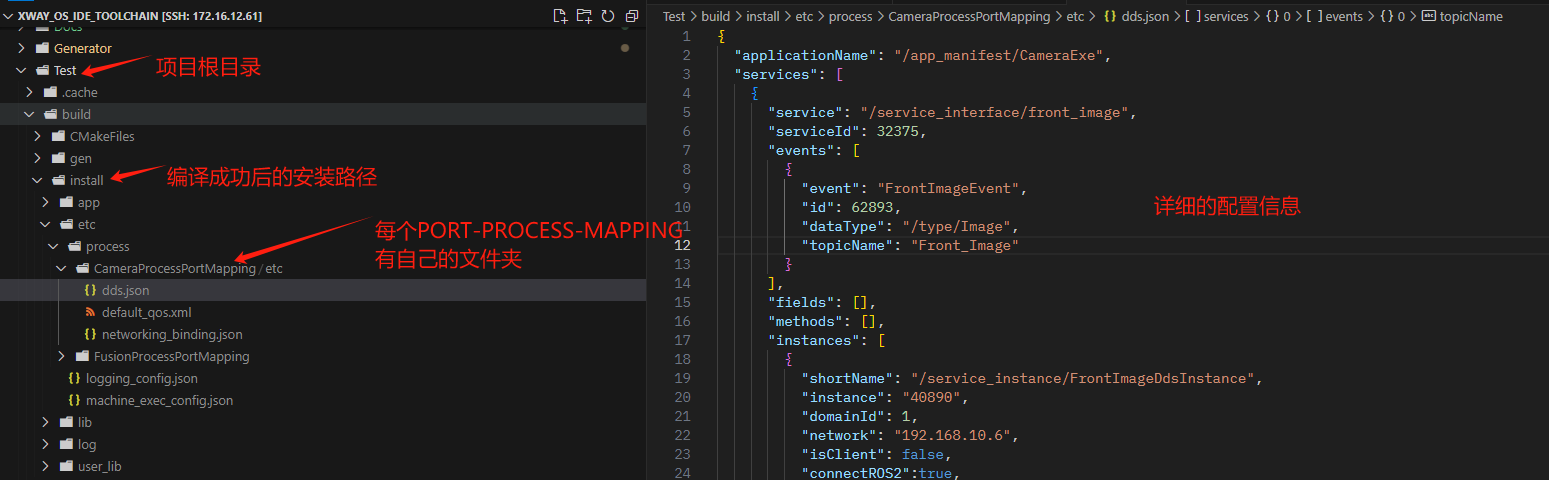 XWAY_OS_IDE_TOOLCHAIN [SSH: 172.16.12.61]
Docs
Generator
Test
项目根目录
.cache
build
CMakeFiles
gen
install
编译成功后的安装路径
app
etc
process
每个PORT-PROCESS-MAPPING
有自己的文件夹
CameraProcessPortMapping / etc
{} dds.json
default_qos.xml
{} networking_binding.json
FusionProcessPortMapping
{} logging_config.json
{} machine_exec_config.json
lib
log
user_lib
Test > build > install > etc > process > CameraProcessPortMapping > etc > {} dds.json > [ ] services > {} 0 > [ ] events > {} 0 > abc topicName
1 {
2 "applicationName": "/app_manifest/CameraExe",
3 "services": [
4 {
5 "service": "/service_interface/front_image",
6 "serviceId": 32375,
7 "events": [
8 {
9 "event": "FrontImageEvent",
10 "id": 62893,
11 "dataType": "/type/Image",
12 "topicName": "Front_Image"
13 }
14 ],
15 "fields": [],
16 "methods": [],
17 "instances": [
18 {
19 "shortName": "/service_instance/FrontImageDdsInstance",
20 "instance": "40890",
21 "domainId": 1,
22 "network": "192.168.10.6",
23 "isClient": false,
24 "connectROS2":true,
详细的配置信息